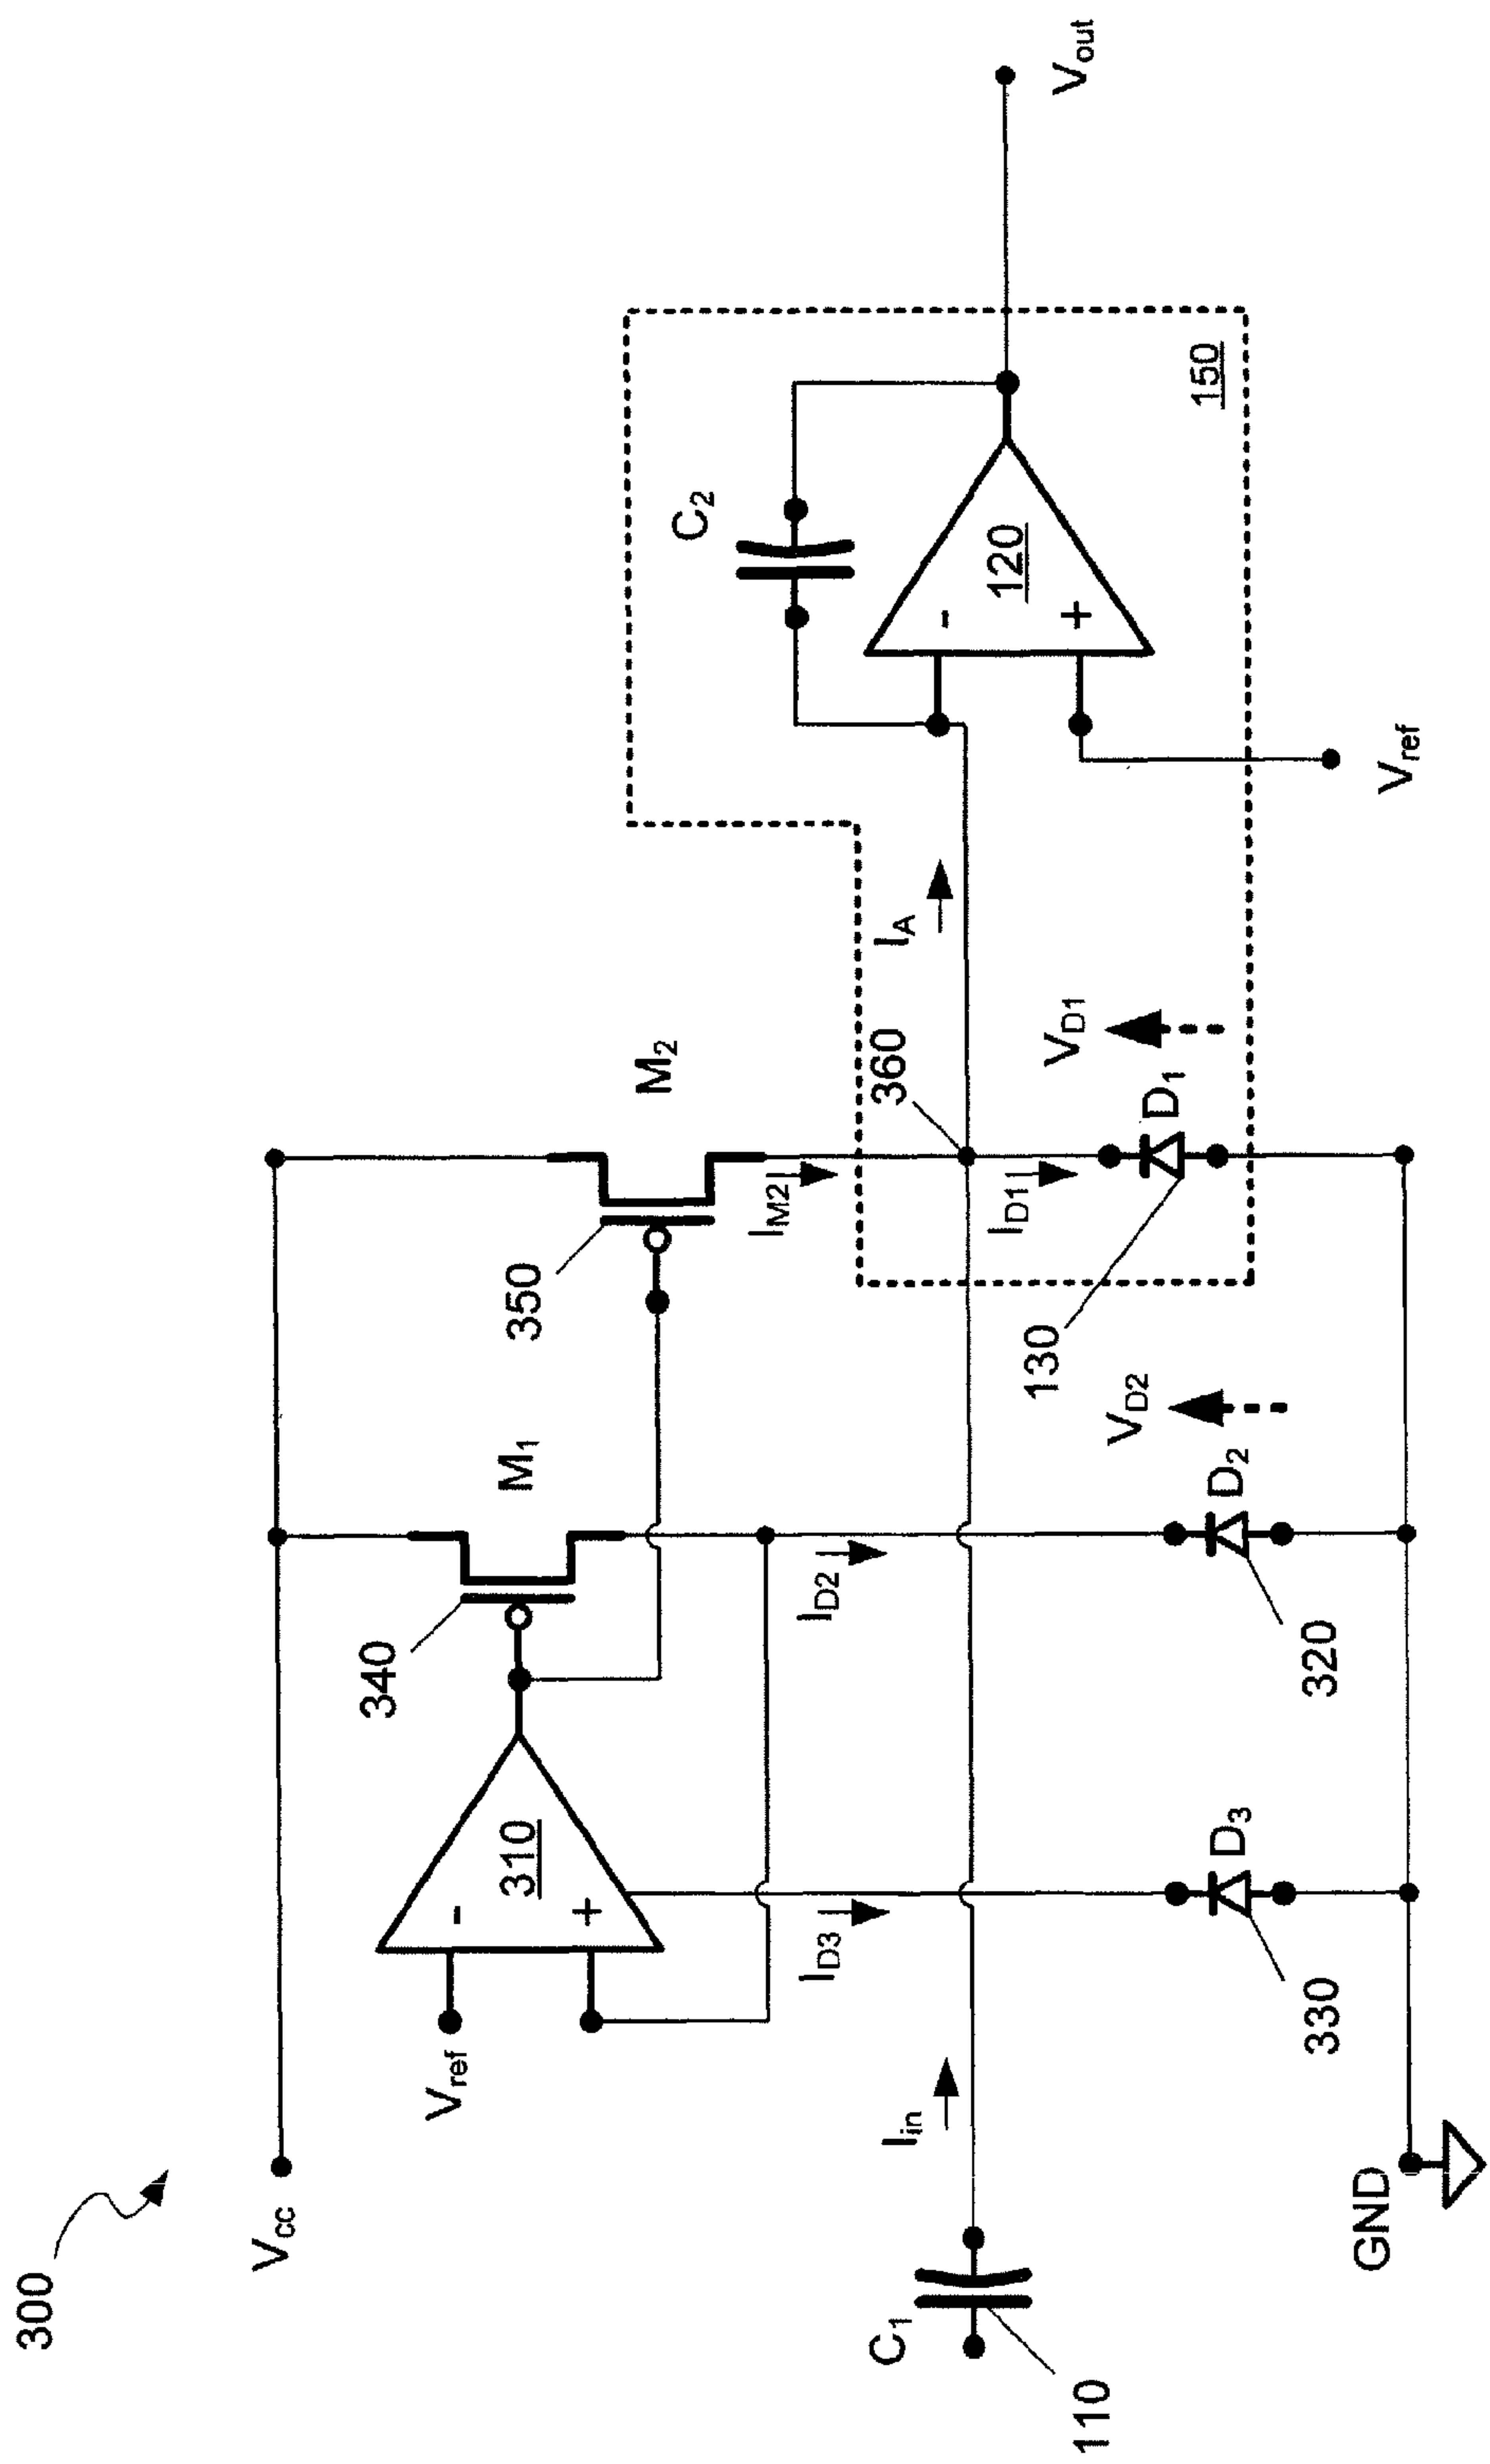 300
Vcc
Vref
-
+
310
340
M1
350
M2
IM2
ID3
ID2
C1
110
Iin
360
IA
ID1
VD1
D1
130
VD2
D2
320
D3
330
C2
-
+
120
150
Vref
Vout
GND